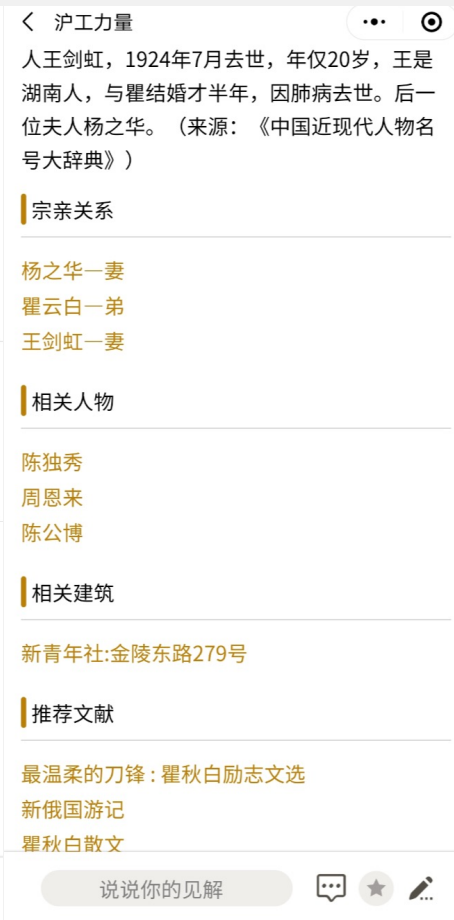 沪工力量
人王剑虹，1924年7月去世，年仅20岁，王是
湖南人，与瞿结婚才半年，因肺病去世。后一
位夫人杨之华。（来源：《中国近现代人物名
号大辞典》）
宗亲关系
杨之华—妻
瞿云白—弟
王剑虹—妻
相关人物
陈独秀
周恩来
陈公博
相关建筑
新青年社:金陵东路279号
推荐文献
最温柔的刀锋 : 瞿秋白励志文选
新俄国游记
瞿秋白散文
说说你的见解